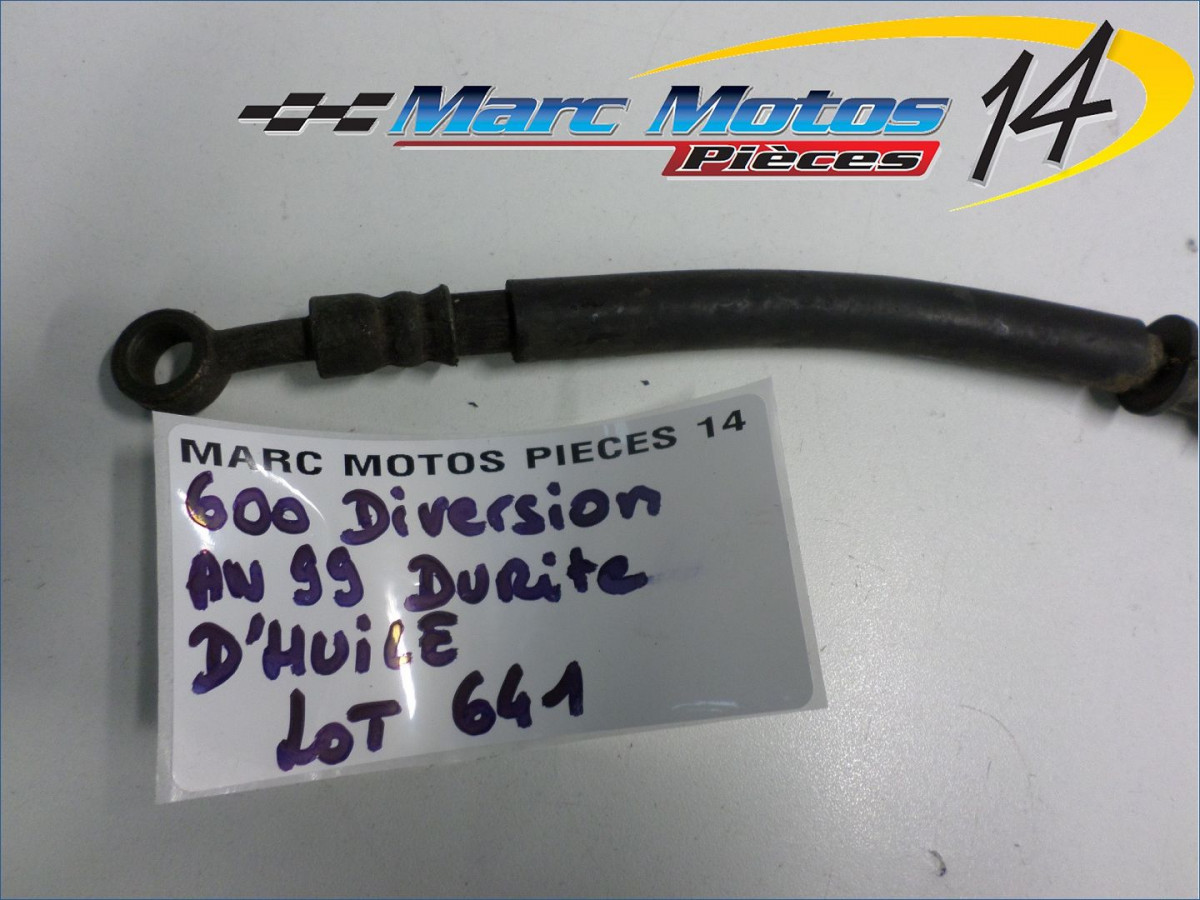 Marc Motos 14
Pièces
MARC MOTOS PIECES 14
600 Diversion
AN 99 DURite
D'HUiLE
LOT 641